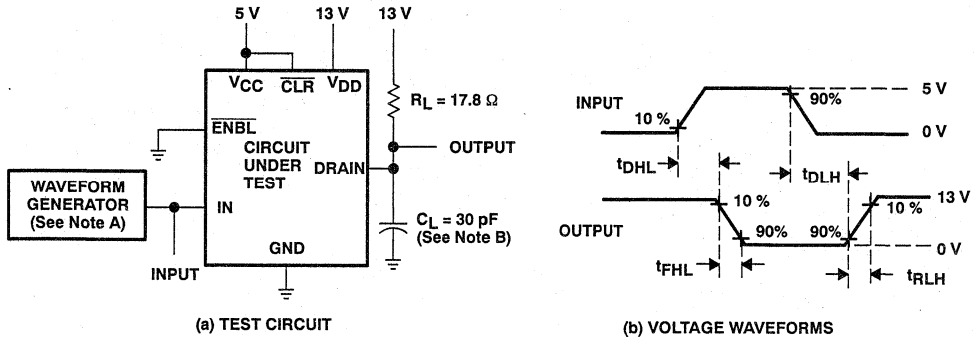 5 V
13 V
13 V
VCC
CLR
VDD
RL = 17.8 Ω
ENBL
CIRCUIT
UNDER
TEST
DRAIN
OUTPUT
WAVEFORM
GENERATOR
(See Note A)
IN
CL = 30 pF
(See Note B)
GND
INPUT
(a) TEST CIRCUIT
INPUT
10 %
90%
5 V
0 V
tDHL
tDLH
OUTPUT
10 %
90%
90%
10 %
13 V
0 V
tFHL
tRLH
(b) VOLTAGE WAVEFORMS